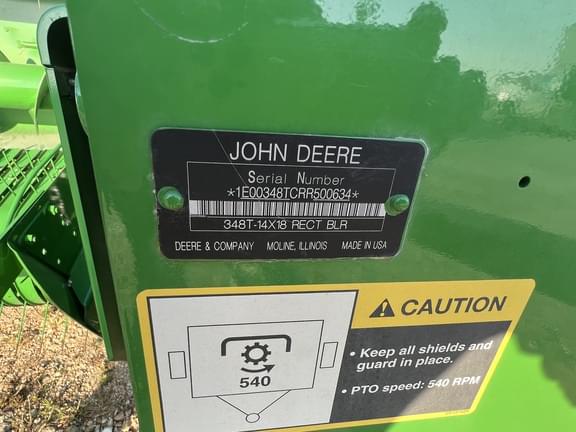 JOHN DEERE
Serial Number
*1E00348TCRR500634*
348T-14X18 RECT BLR
DEERE & COMPANY MOLINE, ILLINOIS MADE IN USA
CAUTION
540
• Keep all shields and
guard in place.
• PTO speed: 540 RPM